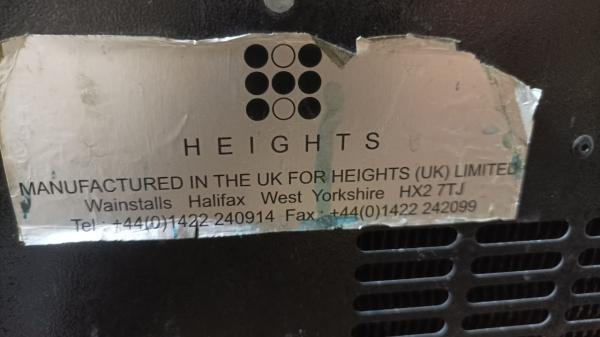 HEIGHTS
MANUFACTURED IN THE UK FOR HEIGHTS (UK) LIMITED
Wainstalls Halifax West Yorkshire HX2 7TJ
Tel : +44(0)1422 240914 Fax : +44(0)1422 242099